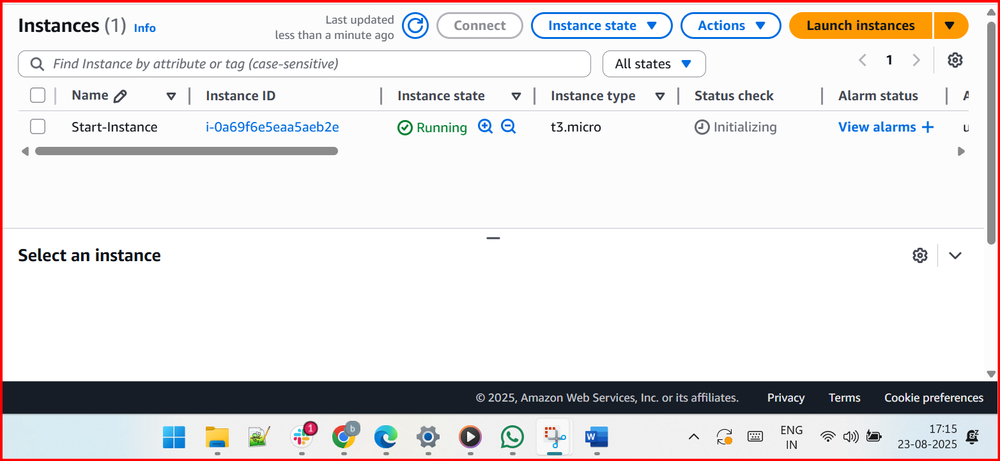 Instances (1) Info
Last updated
less than a minute ago
Connect
Instance state
Actions
Launch instances
Find Instance by attribute or tag (case-sensitive)
All states
1
Name
Instance ID
Instance state
Instance type
Status check
Alarm status
A
Start-Instance
i-0a69f6e5eaa5aeb2e
Running
t3.micro
Initializing
View alarms +
u
Select an instance
© 2025, Amazon Web Services, Inc. or its affiliates.
Privacy
Terms
Cookie preferences
1
b
W
ENG
IN
17:15
23-08-2025